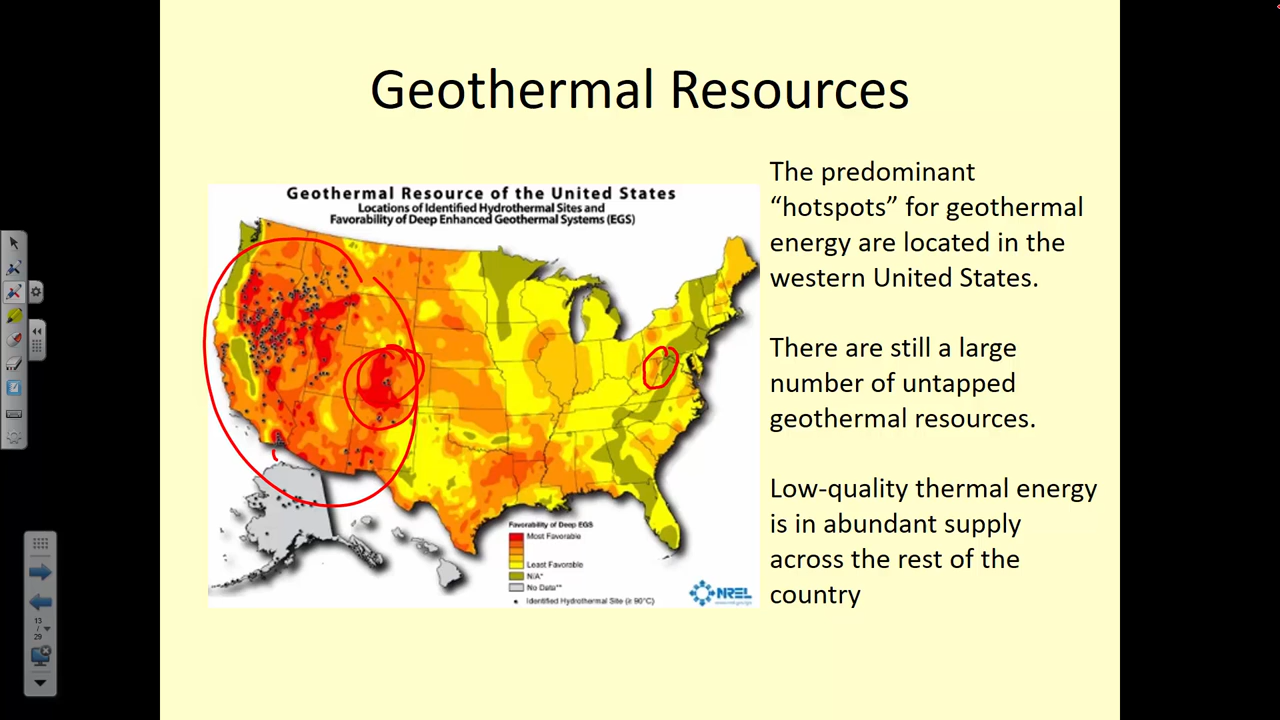 Geothermal Resources
Geothermal Resource of the United States
Locations of Identified Hydrothermal Sites and
Favorability of Deep Enhanced Geothermal Systems (EGS)
Favorability of Deep EGS
Most Favorable
Least Favorable
N/A*
No Data**
Identified Hydrothermal Site (≥ 90°C)
NREL
The predominant
“hotspots” for geothermal
energy are located in the
western United States.
There are still a large
number of untapped
geothermal resources.
Low-quality thermal energy
is in abundant supply
across the rest of the
country
13
/
29